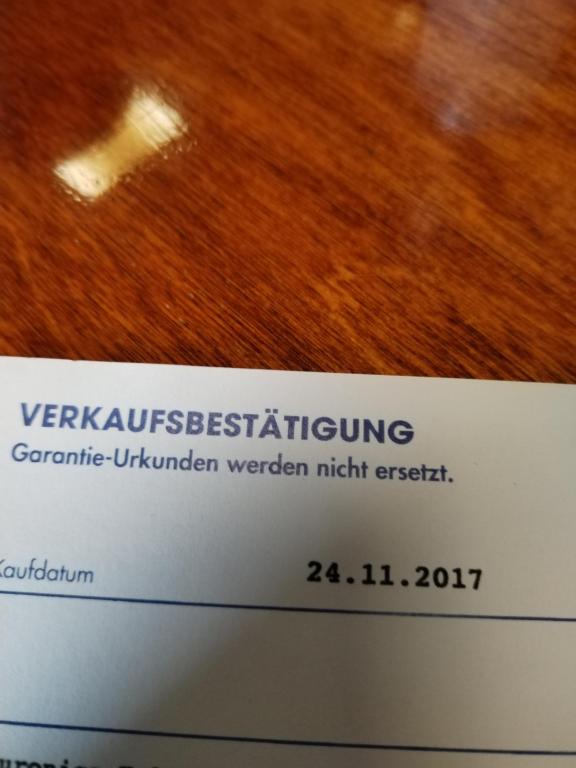 VERKAUFSBESTÄTIGUNG
Garantie-Urkunden werden nicht ersetzt.
Kaufdatum 24.11.2017